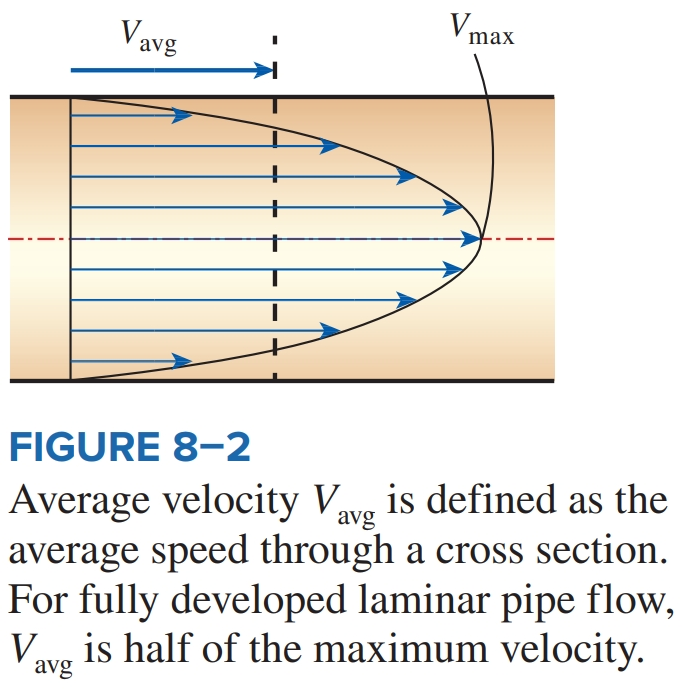 Vavg
Vmax
FIGURE 8–2
Average velocity Vavg is defined as the
average speed through a cross section.
For fully developed laminar pipe flow,
Vavg is half of the maximum velocity.